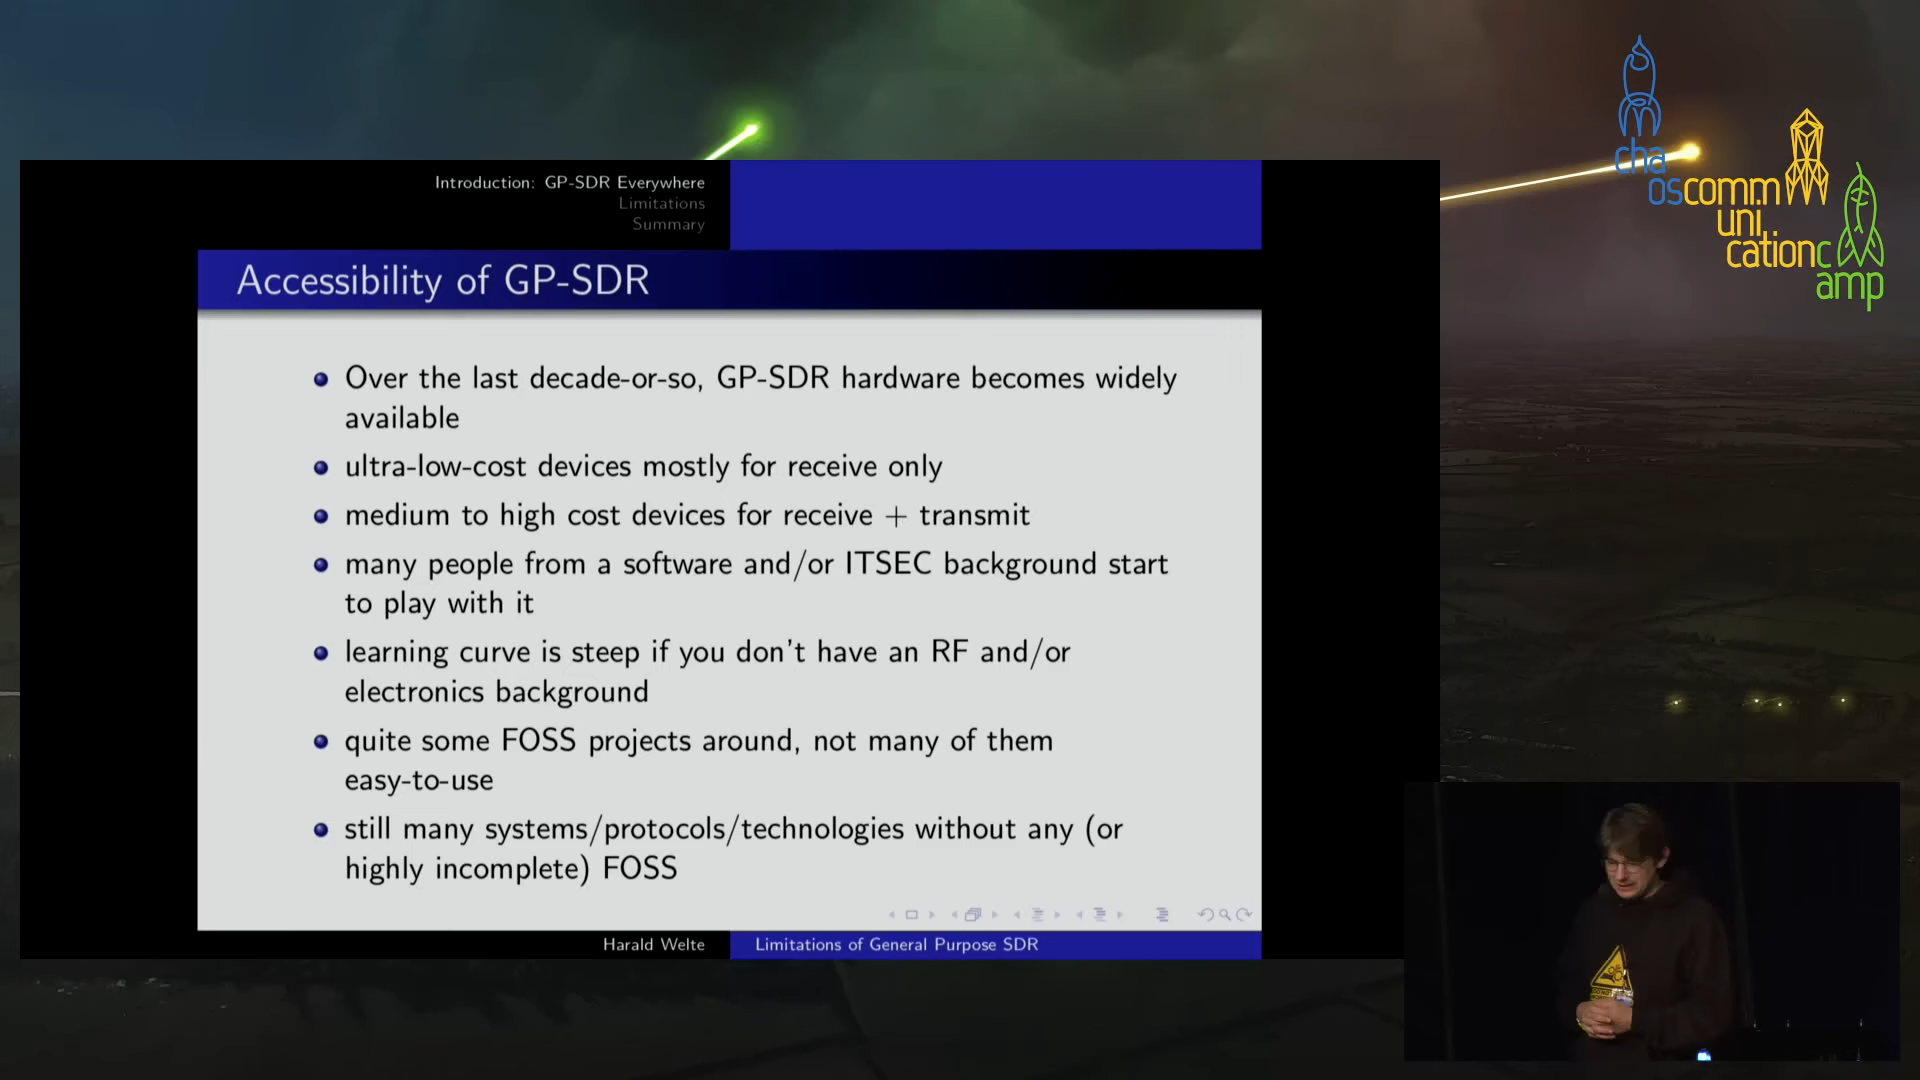 Introduction: GP-SDR Everywhere
Limitations
Summary
Accessibility of GP-SDR
Over the last decade-or-so, GP-SDR hardware becomes widely
available
ultra-low-cost devices mostly for receive only
medium to high cost devices for receive + transmit
many people from a software and/or ITSEC background start
to play with it
learning curve is steep if you don't have an RF and/or
electronics background
quite some FOSS projects around, not many of them
easy-to-use
still many systems/protocols/technologies without any (or
highly incomplete) FOSS
Harald Welte
Limitations of General Purpose SDR
cha
oscomm
uni
cationc
amp